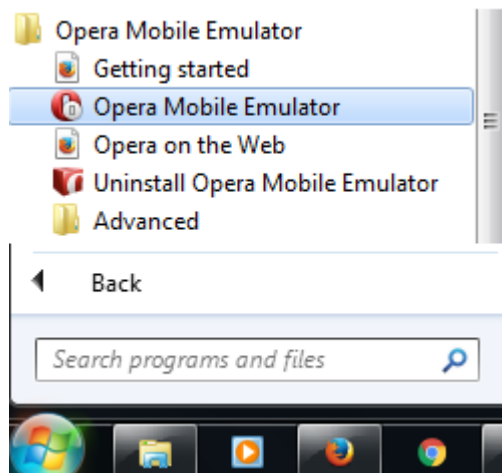 Opera Mobile Emulator
Getting started
Opera Mobile Emulator
Opera on the Web
Uninstall Opera Mobile Emulator
Advanced
Back
Search programs and files